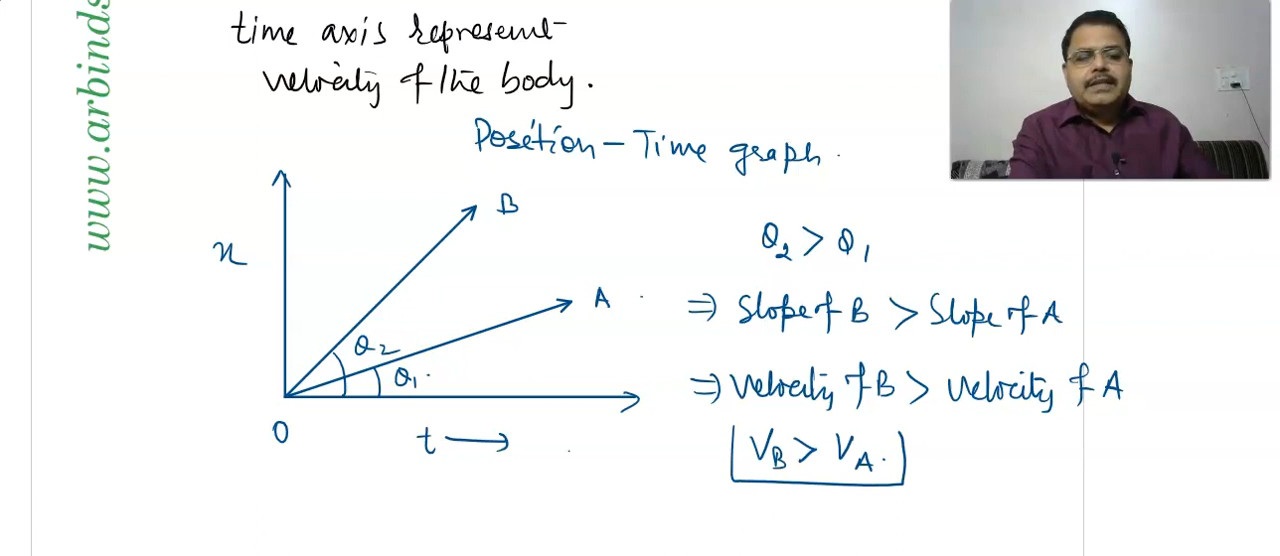 www.arbinds
time axis represent
velocity of the body.
Position – Time graph.
x
B
A
θ2
θ1
0
t ⟶
θ2 > θ1
⇒ Slope of B > Slope of A
⇒ Velocity of B > Velocity of A
VB > VA.